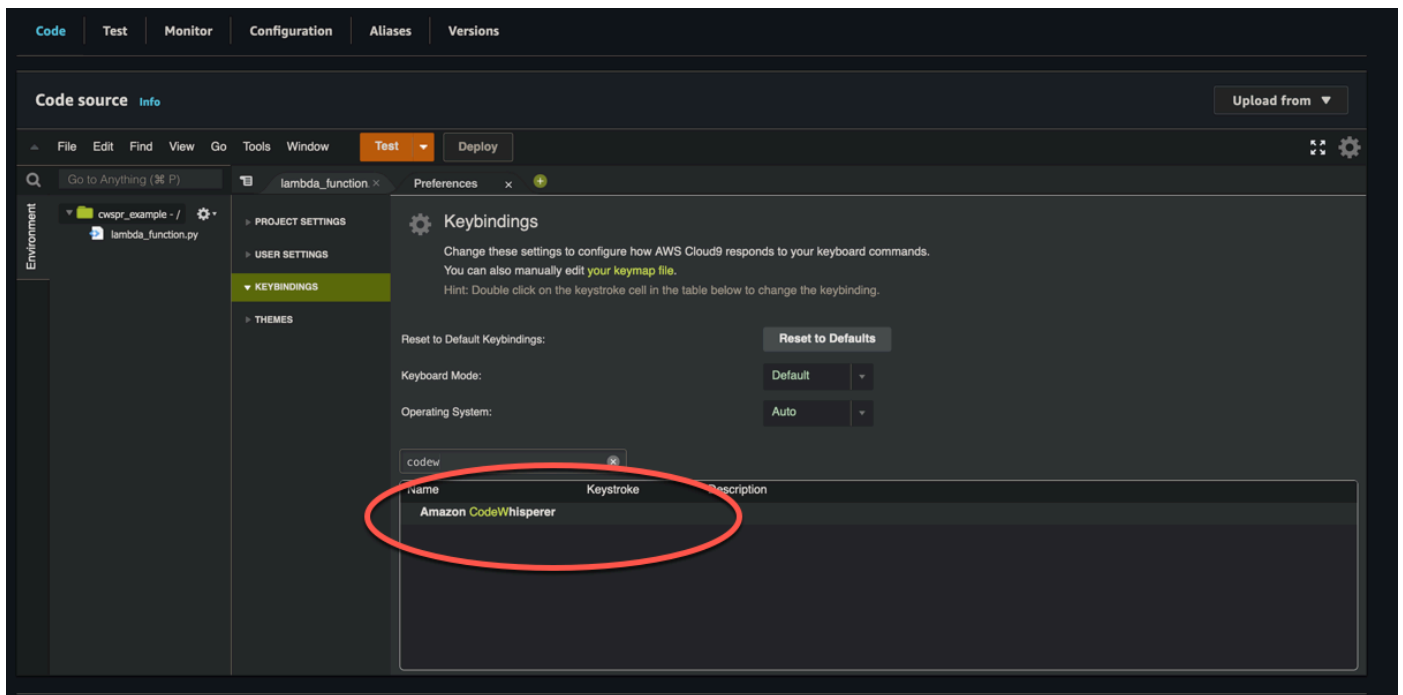 Code Test Monitor Configuration Aliases Versions
Code source Info
Upload from
File Edit Find View Go Tools Window Test Deploy
Go to Anything (⌘ P)
lambda_function
Preferences
Environment
cwspr_example - /
lambda_function.py
PROJECT SETTINGS
USER SETTINGS
KEYBINDINGS
THEMES
Keybindings
Change these settings to configure how AWS Cloud9 responds to your keyboard commands.
You can also manually edit your keymap file.
Hint: Double click on the keystroke cell in the table below to change the keybinding.
Reset to Default Keybindings: Reset to Defaults
Keyboard Mode: Default
Operating System: Auto
codew
Name Keystroke Description
Amazon CodeWhisperer